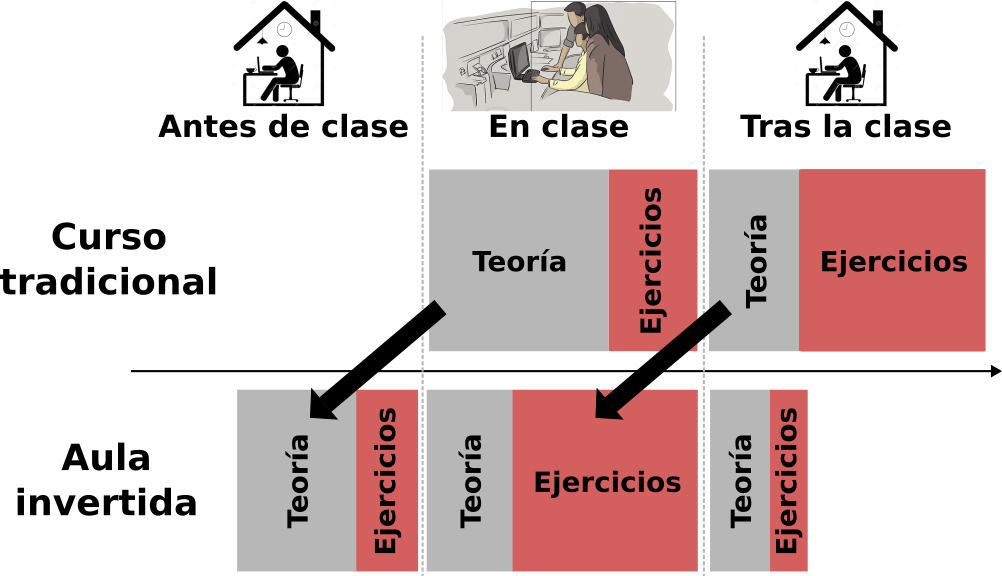 Antes de clase
En clase
Tras la clase
Curso
tradicional
Teoría
Ejercicios
Teoría
Ejercicios
Aula
invertida
Teoría
Ejercicios
Teoría
Ejercicios
Teoría
Ejercicios